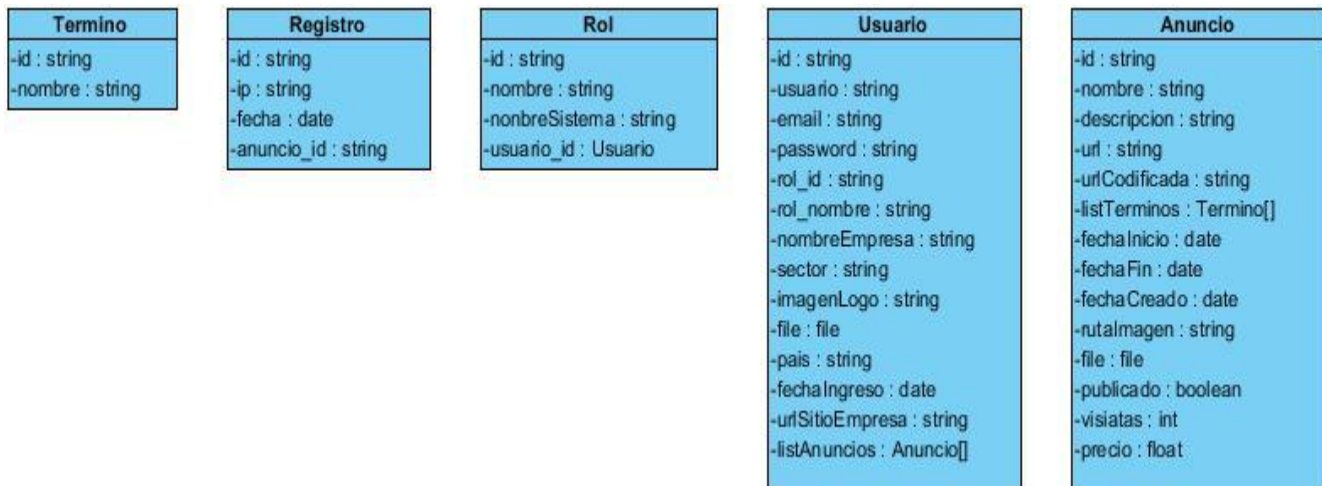 Termino
-id : string
-nombre : string
Registro
-id : string
-ip : string
-fecha : date
-anuncio_id : string
Rol
-id : string
-nombre : string
-nonbreSistema : string
-usuario_id : Usuario
Usuario
-id : string
-usuario : string
-email : string
-password : string
-rol_id : string
-rol_nombre : string
-nombreEmpresa : string
-sector : string
-imagenLogo : string
-file : file
-pais : string
-fechaIngreso : date
-urlSitioEmpresa : string
-listAnuncios : Anuncio[]
Anuncio
-id : string
-nombre : string
-descripcion : string
-url : string
-urlCodificada : string
-listTerminos : Termino[]
-fechaInicio : date
-fechaFin : date
-fechaCreado : date
-rutaImagen : string
-file : file
-publicado : boolean
-visiatas : int
-precio : float